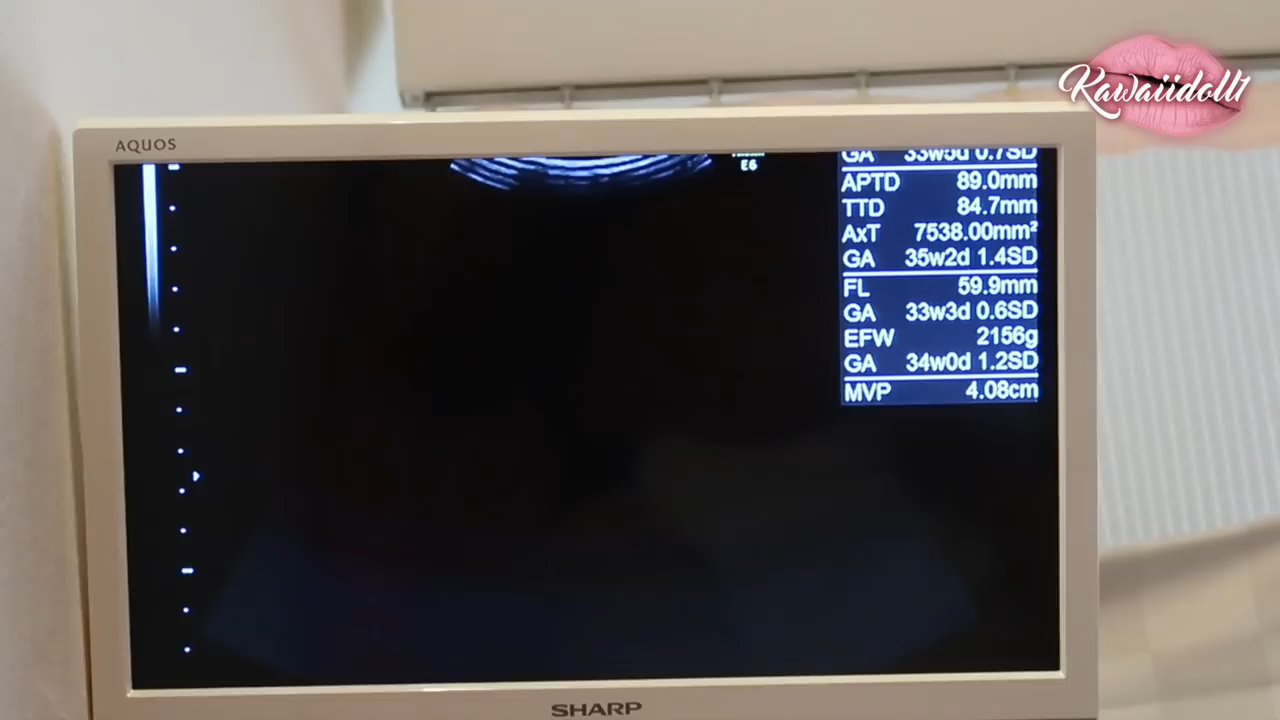 Kawaiidoll1
AQUOS
E6
GA 33w5d 0.7SD
APTD 89.0mm
TTD 84.7mm
AxT 7538.00mm²
GA 35w2d 1.4SD
FL 59.9mm
GA 33w3d 0.6SD
EFW 2156g
GA 34w0d 1.2SD
MVP 4.08cm
SHARP